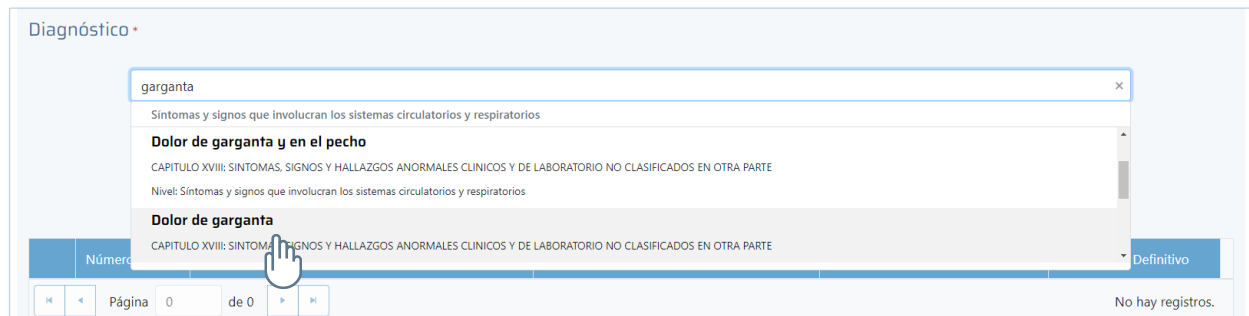 Diagnóstico *
garganta ×
Síntomas y signos que involucran los sistemas circulatorios y respiratorios
Dolor de garganta y en el pecho
CAPITULO XVIII: SINTOMAS, SIGNOS Y HALLAZGOS ANORMALES CLINICOS Y DE LABORATORIO NO CLASIFICADOS EN OTRA PARTE
Nivel: Síntomas y signos que involucran los sistemas circulatorios y respiratorios
Dolor de garganta
CAPITULO XVIII: SINTOMAS, SIGNOS Y HALLAZGOS ANORMALES CLINICOS Y DE LABORATORIO NO CLASIFICADOS EN OTRA PARTE
Número Definitivo
Página 0 de 0 No hay registros.